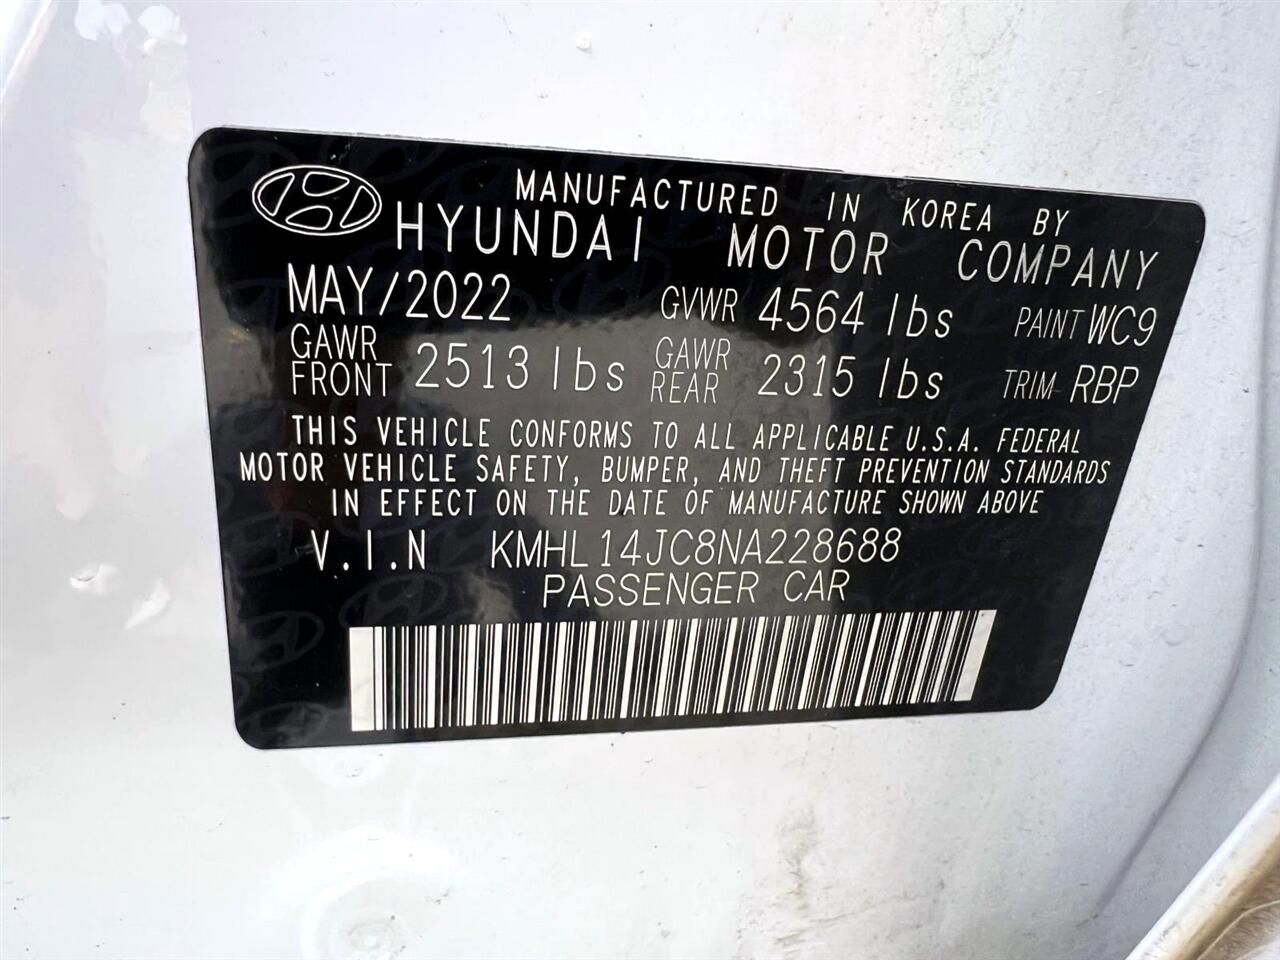 MANUFACTURED IN KOREA BY
HYUNDAI MOTOR COMPANY
MAY/2022 GVWR 4564 lbs PAINT WC9
GAWR FRONT 2513 lbs GAWR REAR 2315 lbs TRIM RBP
THIS VEHICLE CONFORMS TO ALL APPLICABLE U.S.A. FEDERAL
MOTOR VEHICLE SAFETY, BUMPER, AND THEFT PREVENTION STANDARDS
IN EFFECT ON THE DATE OF MANUFACTURE SHOWN ABOVE
V.I.N KMHL14JC8NA228688
PASSENGER CAR